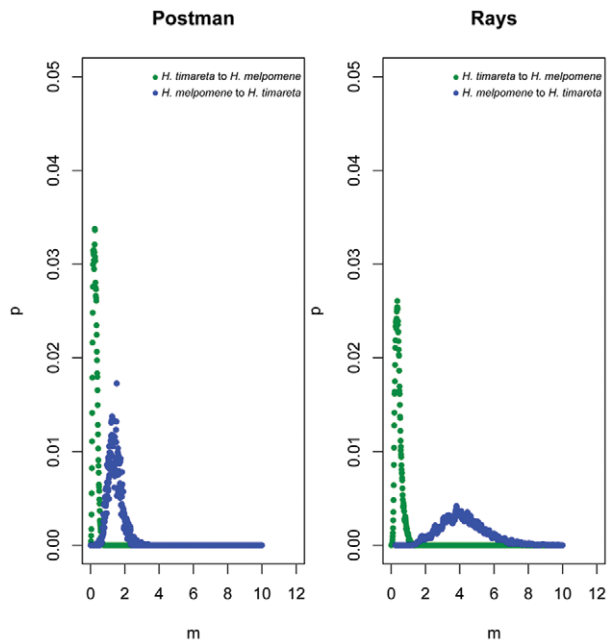 Postman
Rays
H. timareta to H. melpomene
H. melpomene to H. timareta
H. timareta to H. melpomene
H. melpomene to H. timareta
0.05
0.04
0.03
0.02
0.01
0.00
p
0 2 4 6 8 10 12
m
0.05
0.04
0.03
0.02
0.01
0.00
p
0 2 4 6 8 10 12
m